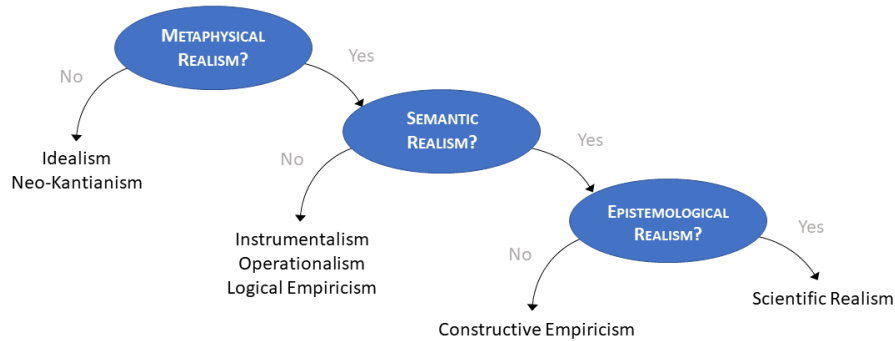 METAPHYSICAL
REALISM?
No
Yes
SEMANTIC
REALISM?
Idealism
Neo-Kantianism
No
Yes
EPISTEMOLOGICAL
REALISM?
Instrumentalism
Operationalism
Logical Empiricism
No
Yes
Constructive Empiricism
Scientific Realism